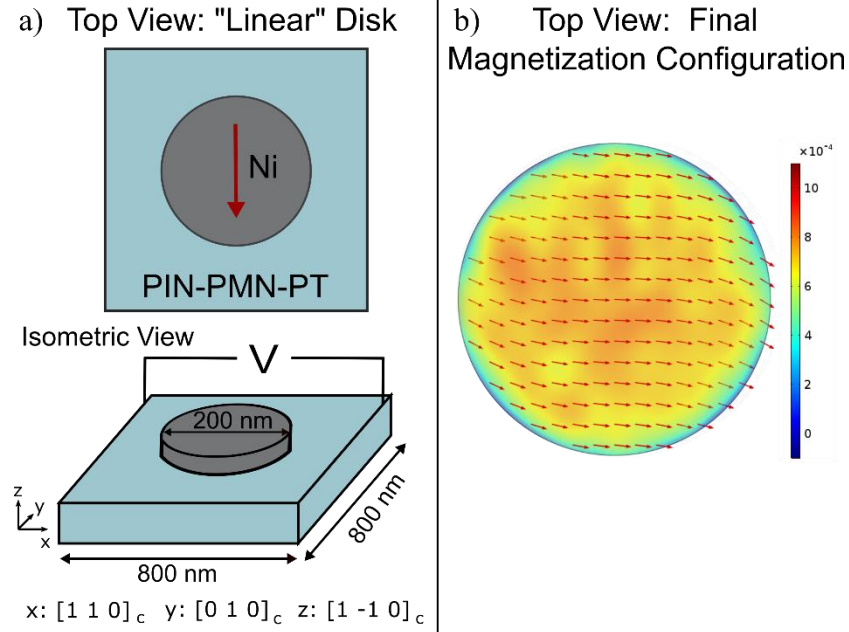 a) Top View: "Linear" Disk
Ni
PIN-PMN-PT
Isometric View
V
200 nm
z
y
x
800 nm
800 nm
x: [1 1 0]c y: [0 1 0]c z: [1 -1 0]c
b) Top View: Final
Magnetization Configuration
×10⁻⁴
10
8
6
4
2
0